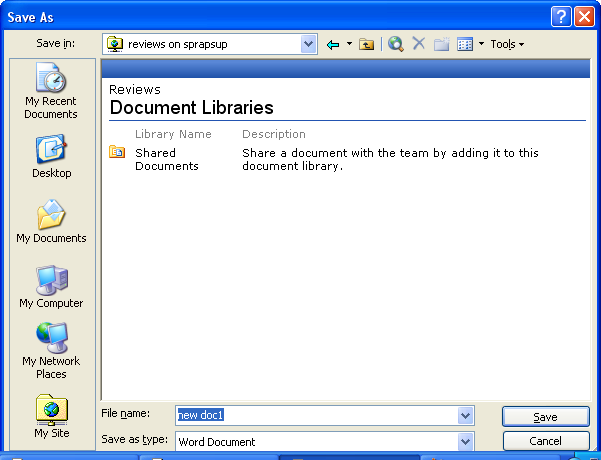 Save As
Save in:
reviews on sprapsup
Tools
My Recent
Documents
Desktop
My Documents
My Computer
My Network
Places
My Site
Reviews
Document Libraries
Library Name Description
Shared
Documents
Share a document with the team by adding it to this
document library.
File name:
new doc1
Save
Save as type:
Word Document
Cancel